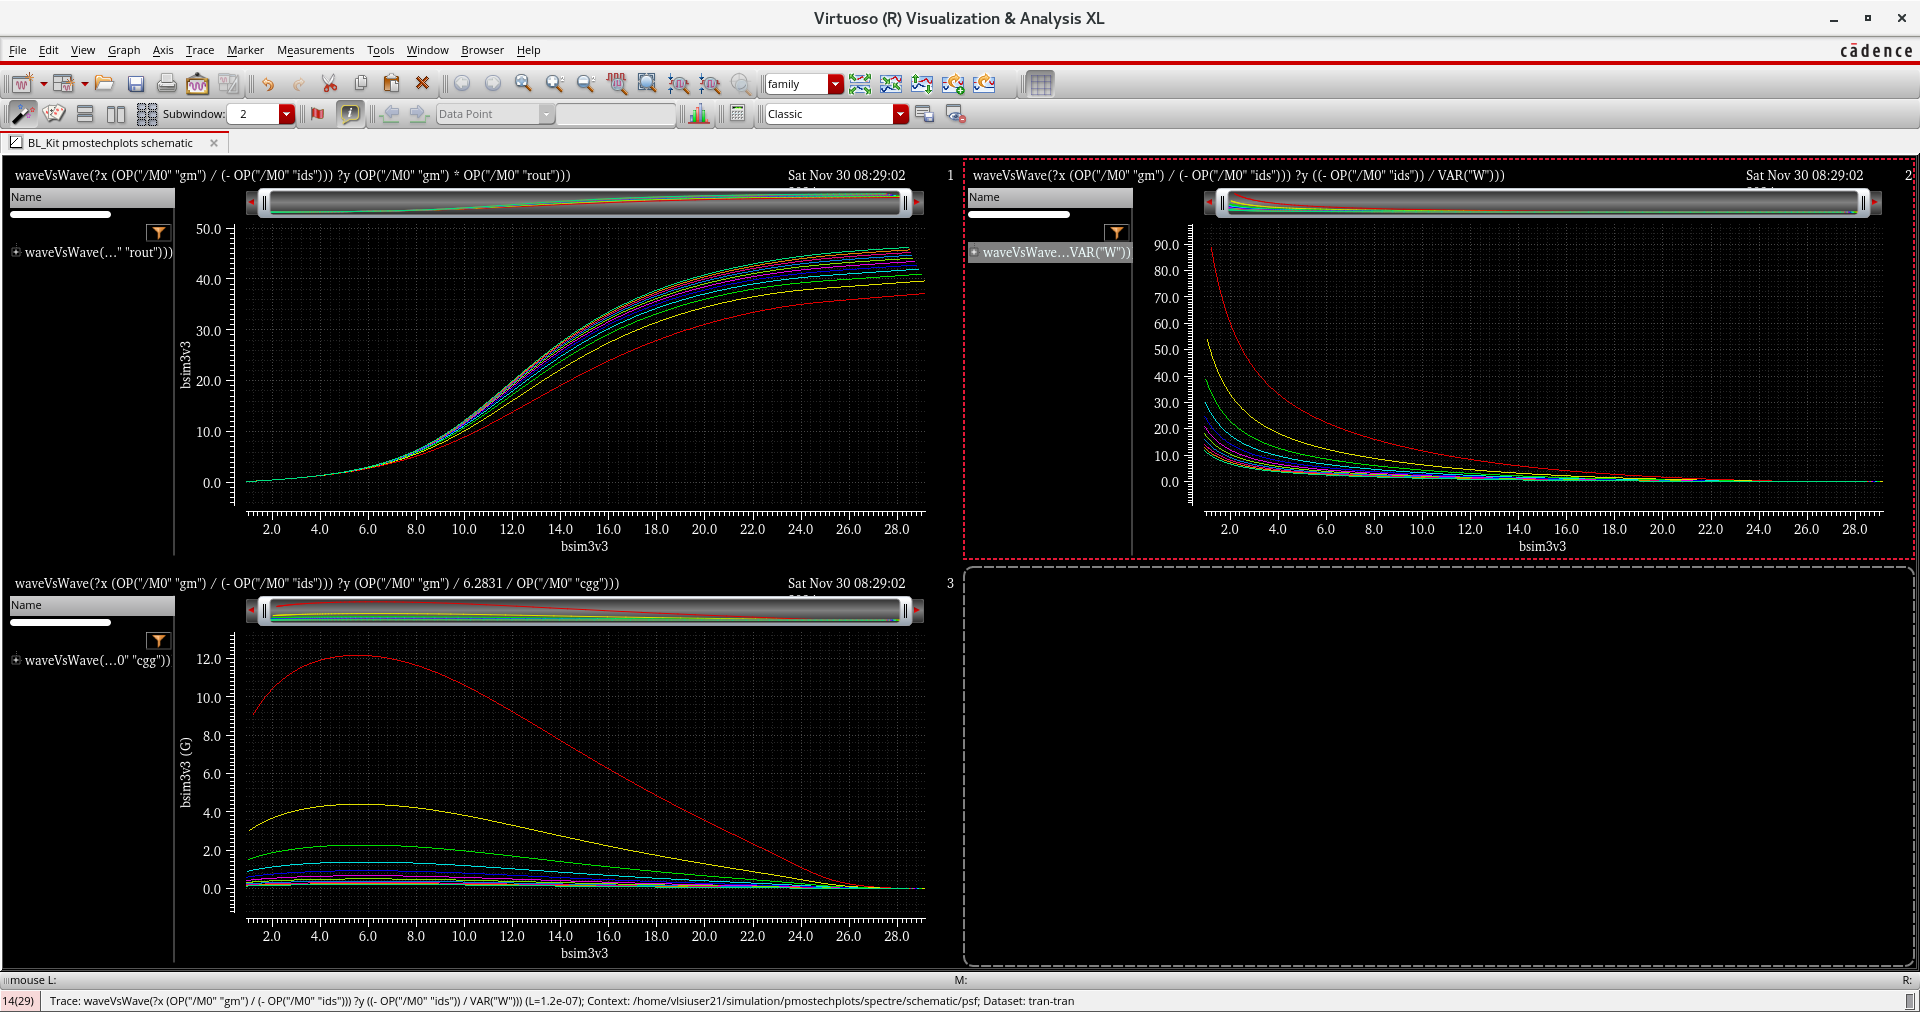 Virtuoso (R) Visualization & Analysis XL
File Edit View Graph Axis Trace Marker Measurements Tools Window Browser Help
cādence
family
Subwindow: 2
Data Point
Classic
BL_Kit pmostechplots schematic
waveVsWave(?x (OP("/M0" "gm") / (- OP("/M0" "ids"))) ?y (OP("/M0" "gm") * OP("/M0" "rout")))
Sat Nov 30 08:29:02
1
Name
waveVsWave(..." "rout")))
50.0
40.0
30.0
20.0
10.0
0.0
bsim3v3
2.0 4.0 6.0 8.0 10.0 12.0 14.0 16.0 18.0 20.0 22.0 24.0 26.0 28.0
bsim3v3
waveVsWave(?x (OP("/M0" "gm") / (- OP("/M0" "ids"))) ?y ((- OP("/M0" "ids")) / VAR("W")))
Sat Nov 30 08:29:02
2
Name
waveVsWave...VAR("W"))
90.0
80.0
70.0
60.0
50.0
40.0
30.0
20.0
10.0
0.0
2.0 4.0 6.0 8.0 10.0 12.0 14.0 16.0 18.0 20.0 22.0 24.0 26.0 28.0
bsim3v3
waveVsWave(?x (OP("/M0" "gm") / (- OP("/M0" "ids"))) ?y (OP("/M0" "gm") / 6.2831 / OP("/M0" "cgg")))
Sat Nov 30 08:29:02
3
Name
waveVsWave(...0" "cgg"))
12.0
10.0
8.0
6.0
4.0
2.0
0.0
bsim3v3 (G)
2.0 4.0 6.0 8.0 10.0 12.0 14.0 16.0 18.0 20.0 22.0 24.0 26.0 28.0
bsim3v3
mouse L: M: R:
14(29) Trace: waveVsWave(?x (OP("/M0" "gm") / (- OP("/M0" "ids"))) ?y ((- OP("/M0" "ids")) / VAR("W"))) (L=1.2e-07); Context: /home/vlsiuser21/simulation/pmostechplots/spectre/schematic/psf; Dataset: tran-tran